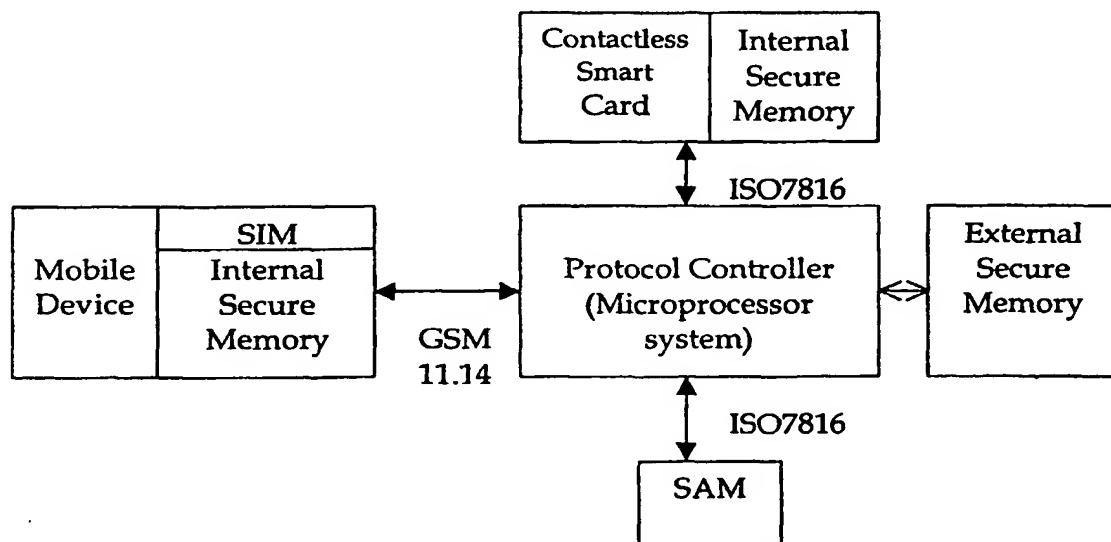 Contactless
Smart
Card
Internal
Secure
Memory
ISO7816
Mobile
Device
SIM
Internal
Secure
Memory
GSM
11.14
Protocol Controller
(Microprocessor
system)
External
Secure
Memory
ISO7816
SAM